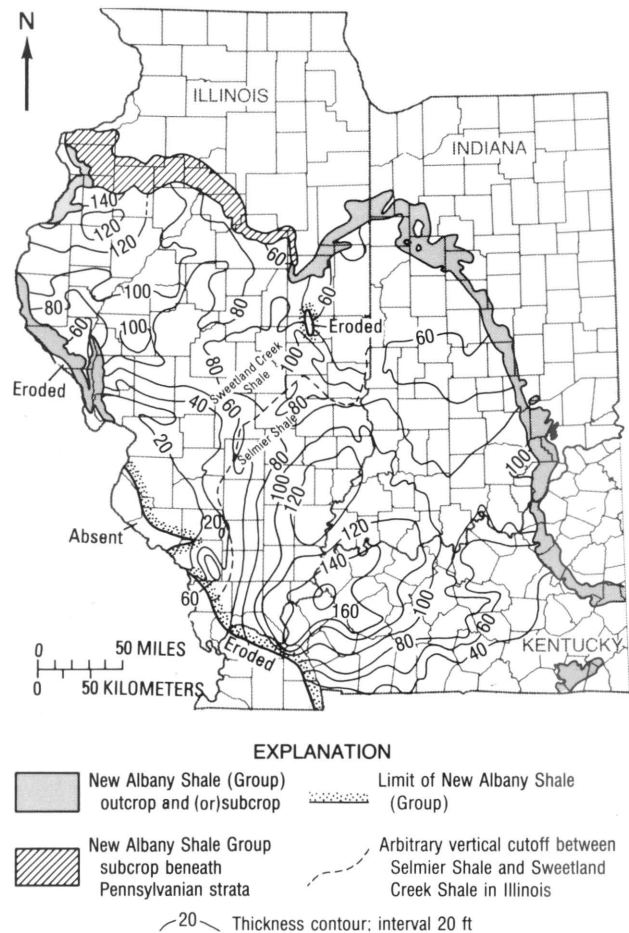 N
ILLINOIS
INDIANA
140
120
120
60
80
100
60
100
80
60
Eroded
60
100
Eroded
80
Sweetland Creek
Shale
60
40
80
Selmier Shale
20
80
100
120
100
Absent
20
120
140
60
160
100
60
80
40
Eroded
KENTUCKY
0 50 MILES
0 50 KILOMETERS
EXPLANATION
New Albany Shale (Group)
outcrop and (or) subcrop
Limit of New Albany Shale
(Group)
New Albany Shale Group
subcrop beneath
Pennsylvanian strata
Arbitrary vertical cutoff between
Selmier Shale and Sweetland
Creek Shale in Illinois
20 Thickness contour; interval 20 ft